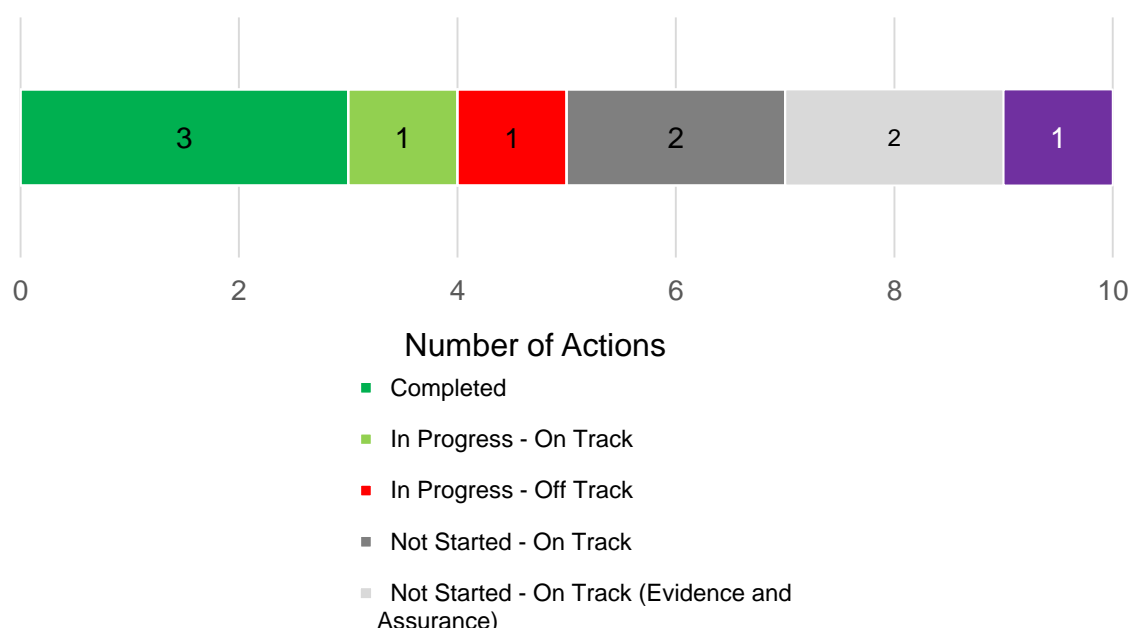 3 1 1 2 2 1
0 2 4 6 8 10
Number of Actions
Completed
In Progress - On Track
In Progress - Off Track
Not Started - On Track
Not Started - On Track (Evidence and
Assurance)